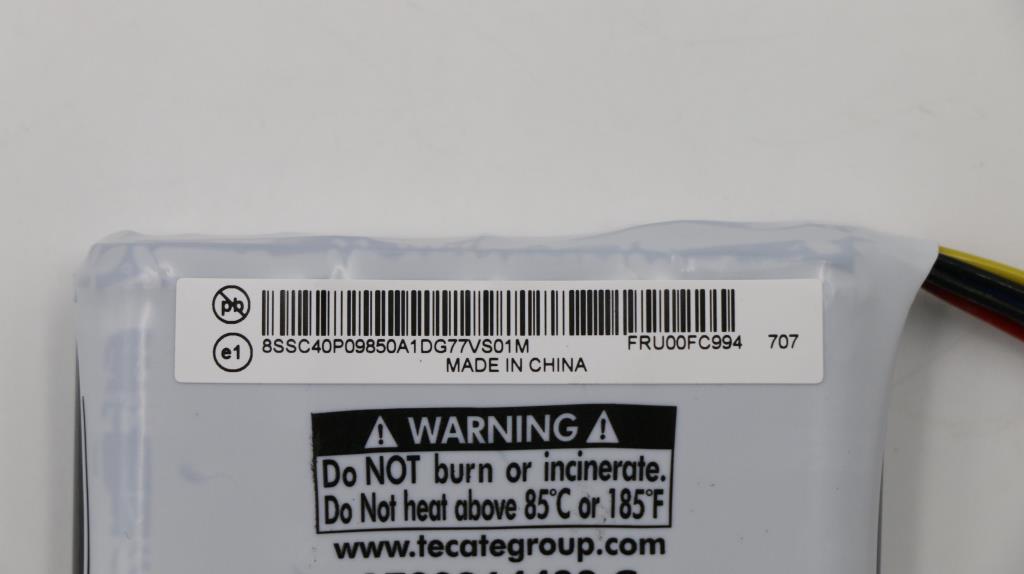 Pb
e1
8SSC40P09850A1DG77VS01M FRU00FC994 707
MADE IN CHINA
WARNING
Do NOT burn or incinerate.
Do Not heat above 85°C or 185°F
www.tecategroup.com